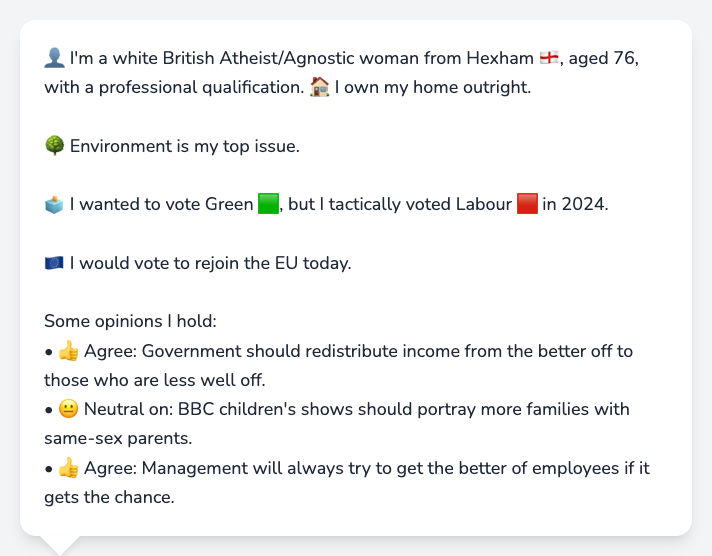 👤 I'm a white British Atheist/Agnostic woman from Hexham 🏴󠁧󠁢󠁥󠁮󠁧󠁿, aged 76,
with a professional qualification. 🏠 I own my home outright.
🌳 Environment is my top issue.
🗳️ I wanted to vote Green 🟩, but I tactically voted Labour 🟥 in 2024.
🇪🇺 I would vote to rejoin the EU today.
Some opinions I hold:
• 👍 Agree: Government should redistribute income from the better off to
those who are less well off.
• 😐 Neutral on: BBC children's shows should portray more families with
same-sex parents.
• 👍 Agree: Management will always try to get the better of employees if it
gets the chance.